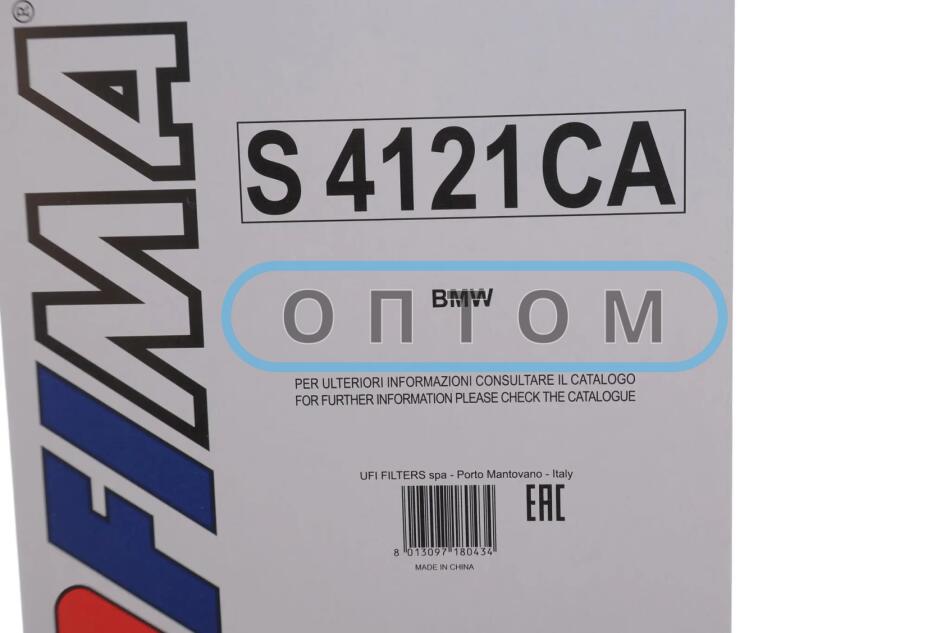 ®
FIMA
S 4121CA
BMW
ОПТОМ
PER ULTERIORI INFORMAZIONI CONSULTARE IL CATALOGO
FOR FURTHER INFORMATION PLEASE CHECK THE CATALOGUE
UFI FILTERS spa - Porto Mantovano - Italy
EAC
8 013097 180434
MADE IN CHINA